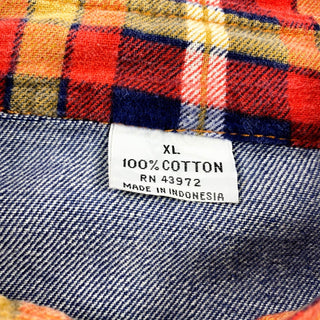 XL
100% COTTON
RN 43972
MADE IN INDONESIA